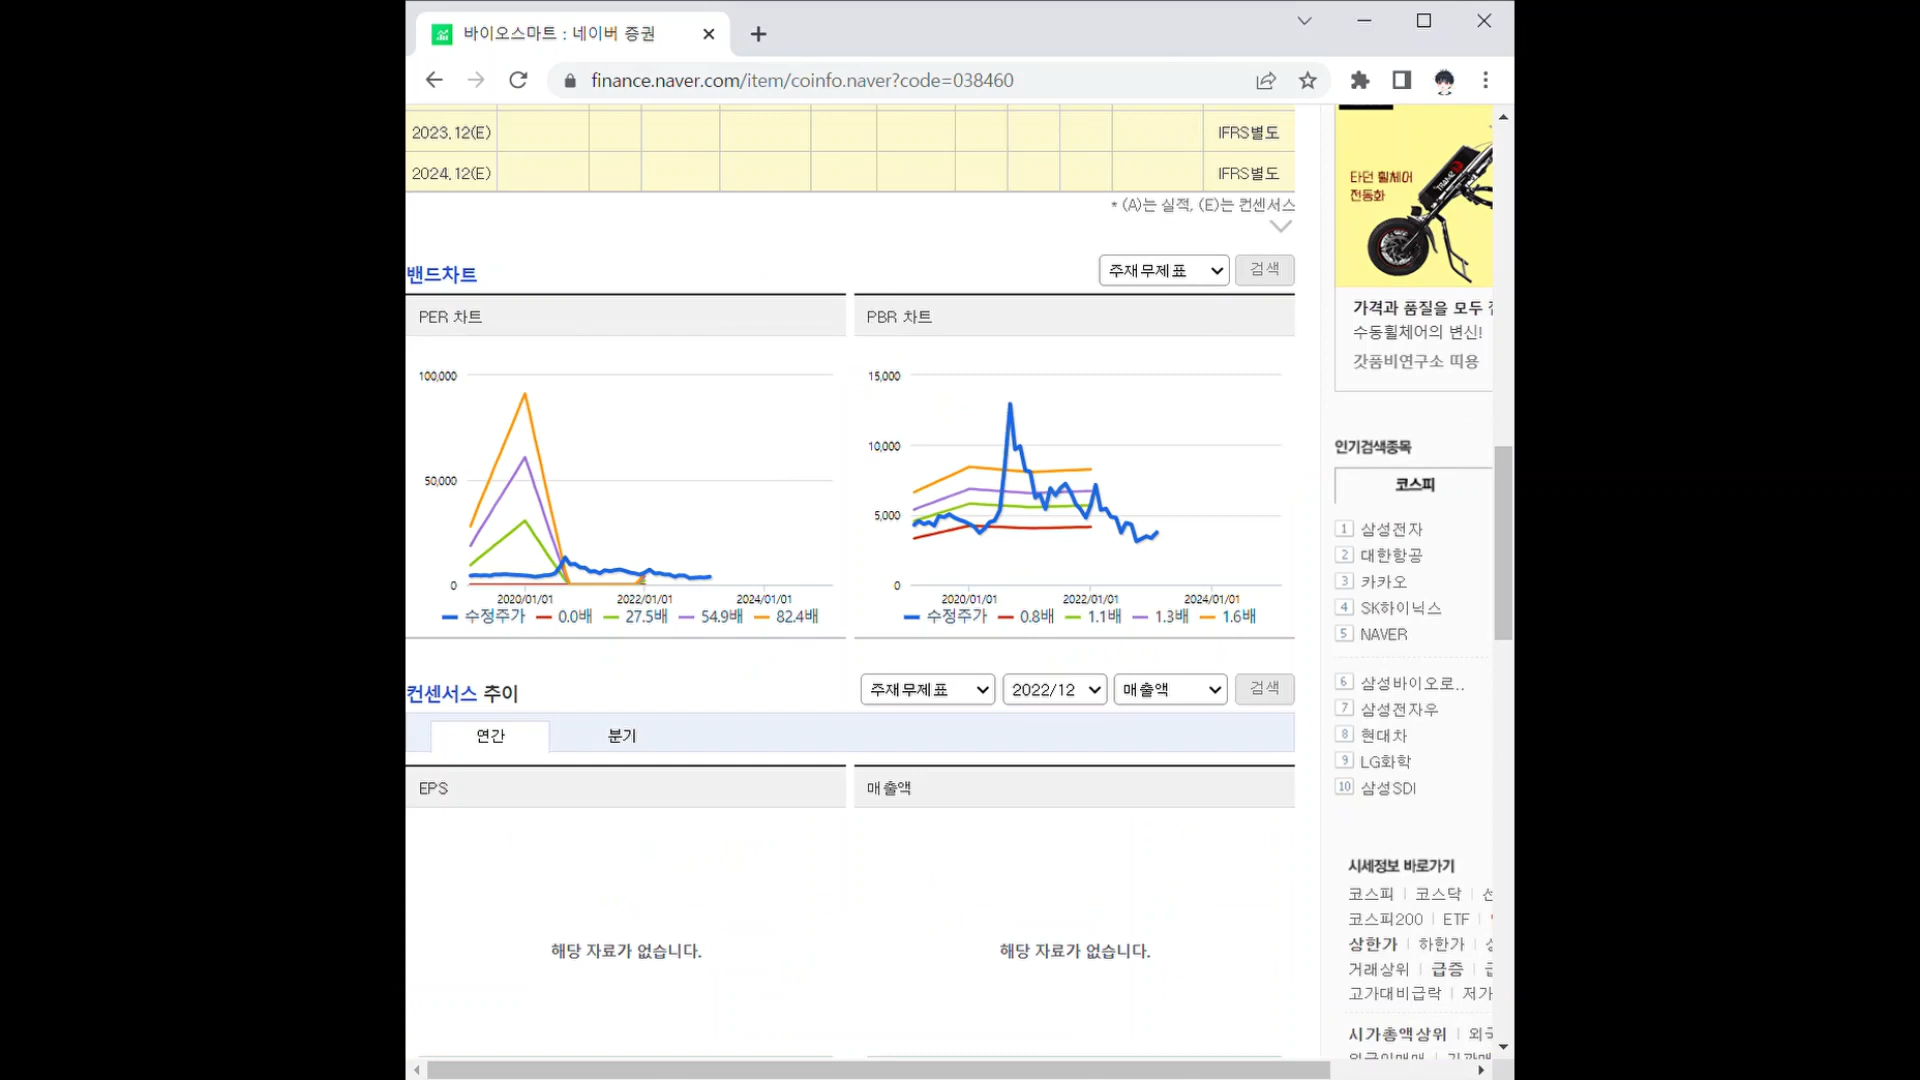 바이오스마트 : 네이버 증권
finance.naver.com/item/coinfo.naver?code=038460
2023.12(E) IFRS별도
2024.12(E) IFRS별도
* (A)는 실적, (E)는 컨센서스
밴드차트 주재무제표 검색
PER 차트
100,000
50,000
0
2020/01/01 2022/01/01 2024/01/01
수정주가 0.0배 27.5배 54.9배 82.4배
PBR 차트
15,000
10,000
5,000
0
2020/01/01 2022/01/01 2024/01/01
수정주가 0.8배 1.1배 1.3배 1.6배
컨센서스 추이 주재무제표 2022/12 매출액 검색
연간 분기
EPS 매출액
해당 자료가 없습니다. 해당 자료가 없습니다.
타던 휠체어
전동화
가격과 품질을 모두
수동휠체어의 변신!
갓품비연구소 띠용
인기검색종목
코스피
1 삼성전자
2 대한항공
3 카카오
4 SK하이닉스
5 NAVER
6 삼성바이오로..
7 삼성전자우
8 현대차
9 LG화학
10 삼성SDI
시세정보 바로가기
코스피 코스닥
코스피200 ETF
상한가 하한가
거래상위 급증
고가대비급락 저가
시가총액상위 외국